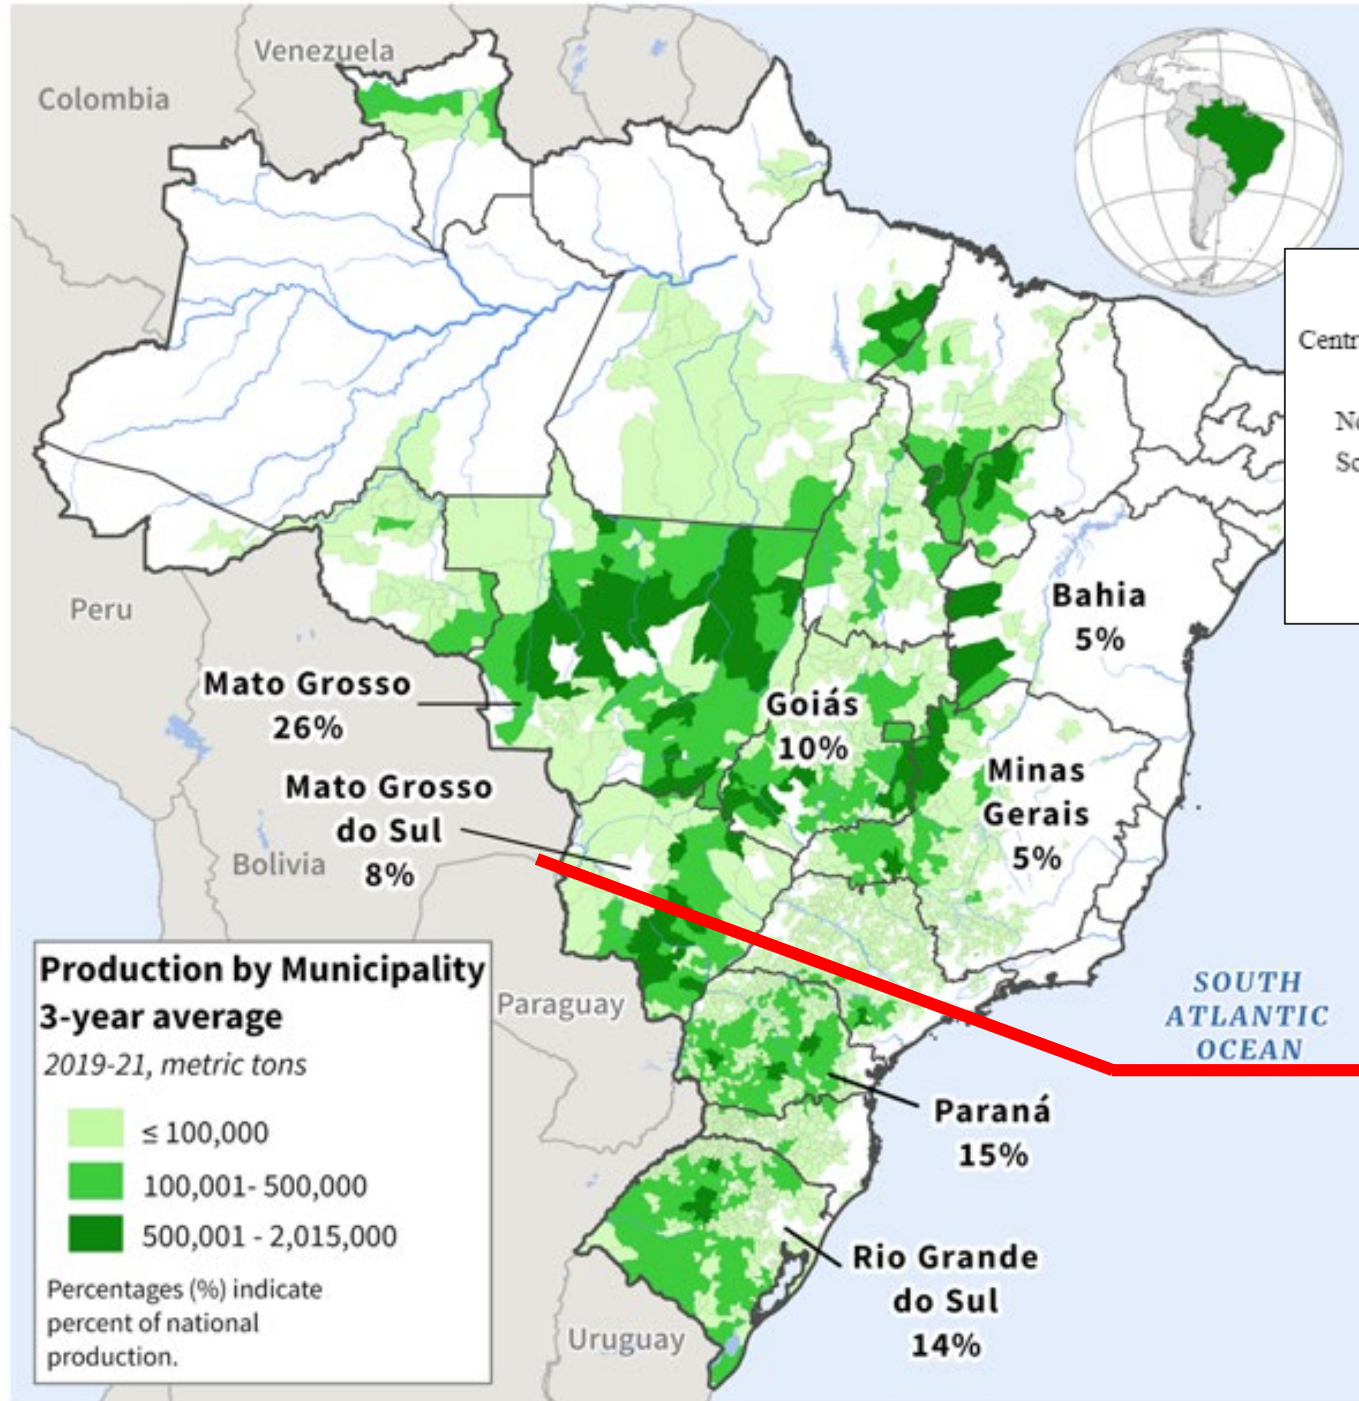 Venezuela
Colombia
Peru
Bahia
5%
Mato Grosso
26%
Goiás
10%
Minas
Gerais
5%
Mato Grosso
do Sul
8%
Bolivia
Production by Municipality
3-year average
2019-21, metric tons
≤ 100,000
100,001- 500,000
500,001 - 2,015,000
Percentages (%) indicate
percent of national
production.
Paraguay
SOUTH
ATLANTIC
OCEAN
Paraná
15%
Rio Grande
do Sul
14%
Uruguay